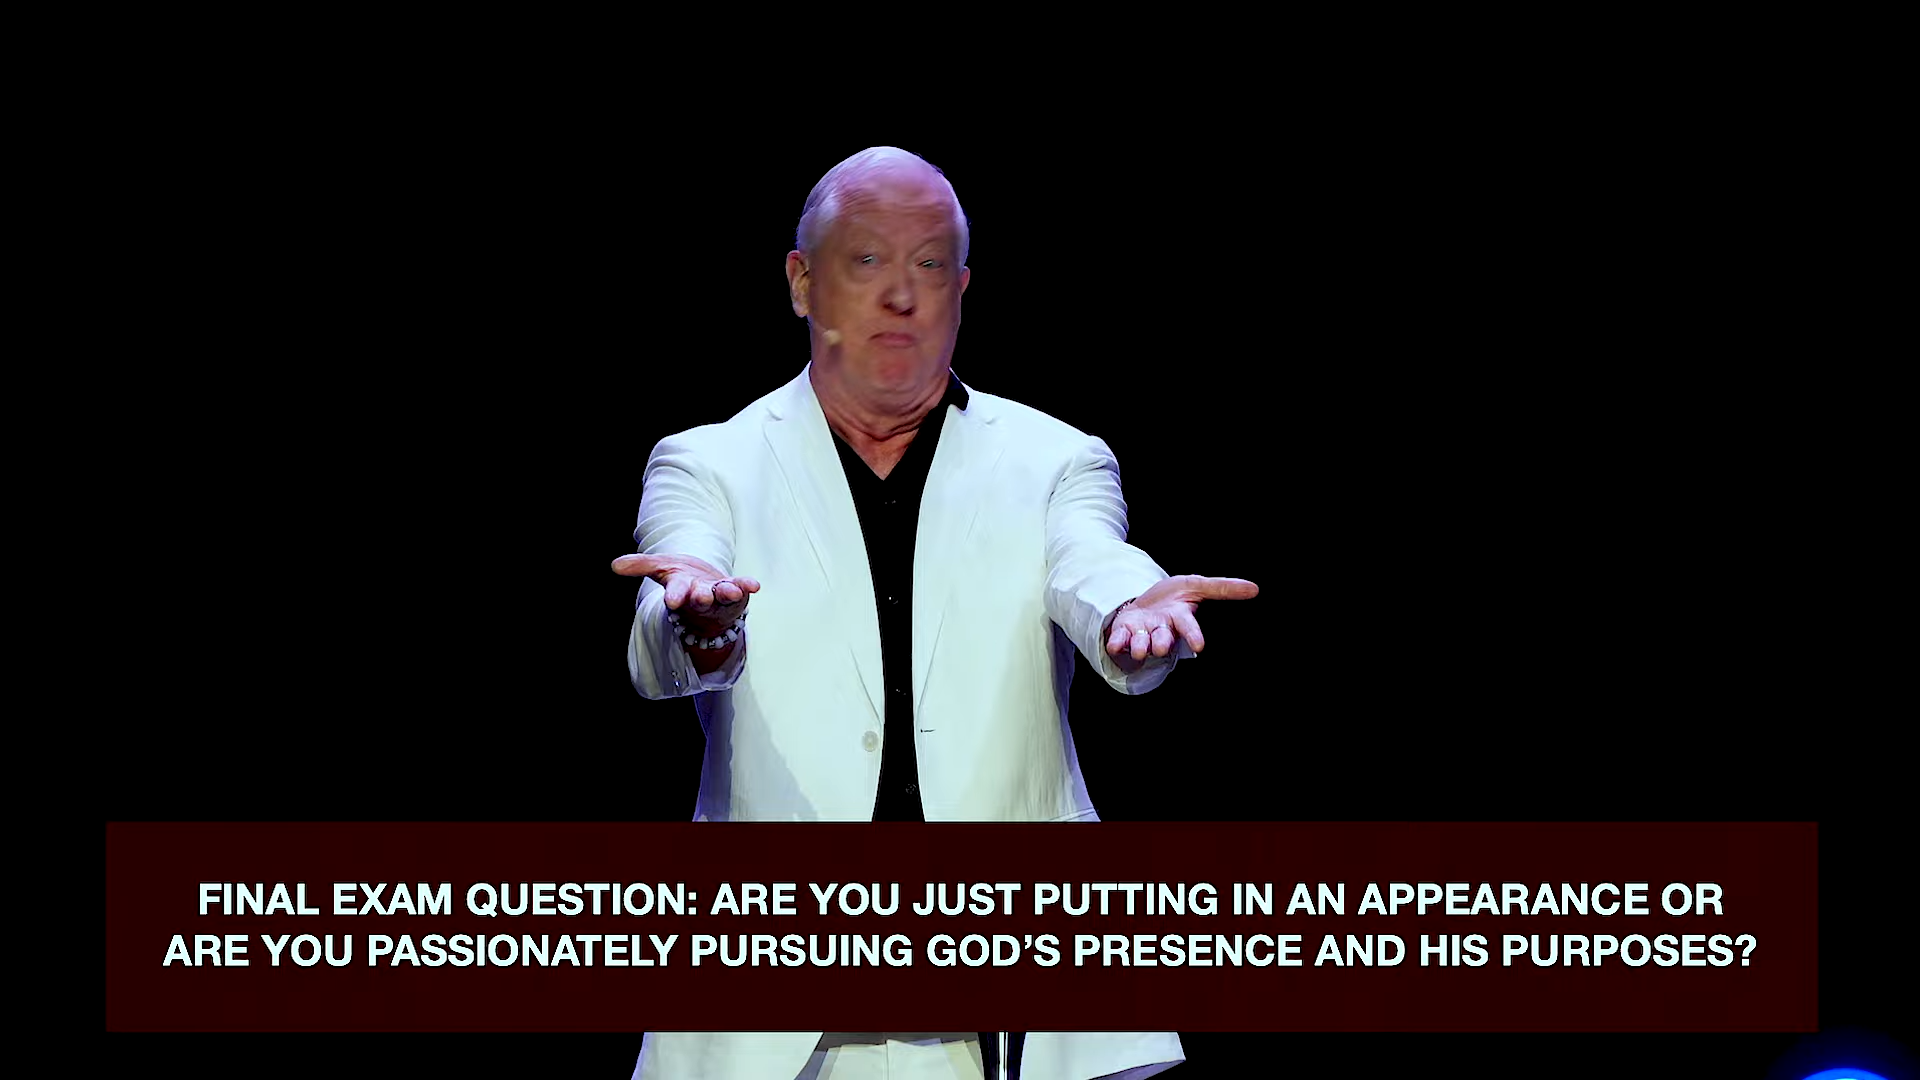 FINAL EXAM QUESTION: ARE YOU JUST PUTTING IN AN APPEARANCE OR
ARE YOU PASSIONATELY PURSUING GOD’S PRESENCE AND HIS PURPOSES?